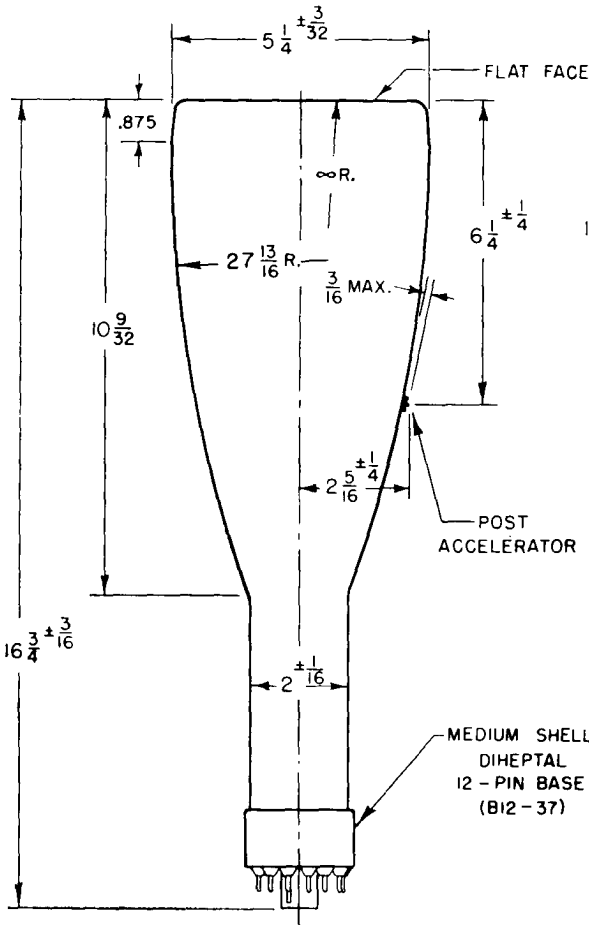 5 1/4 ± 3/32
FLAT FACE
.875
∞ R.
6 1/4 ± 1/4
1
27 13/16 R.
3/16 MAX.
10 9/32
2 5/16 ± 1/4
POST
ACCELERATOR
16 3/4 ± 3/16
2 ± 1/16
MEDIUM SHELL
DIHEPTAL
12 - PIN BASE
(B12-37)